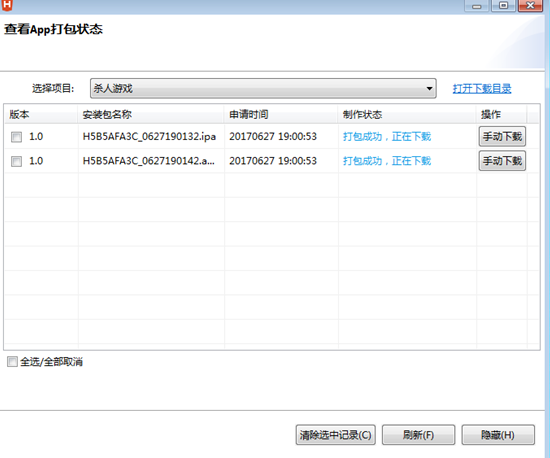 H
查看App打包状态
选择项目: 杀人游戏 打开下载目录
版本 安装包名称 申请时间 制作状态 操作
1.0 H5B5AFA3C_0627190132.ipa 20170627 19:00:53 打包成功，正在下载 手动下载
1.0 H5B5AFA3C_0627190142.a... 20170627 19:00:53 打包成功，正在下载 手动下载
全选/全部取消
清除选中记录(C) 刷新(F) 隐藏(H)